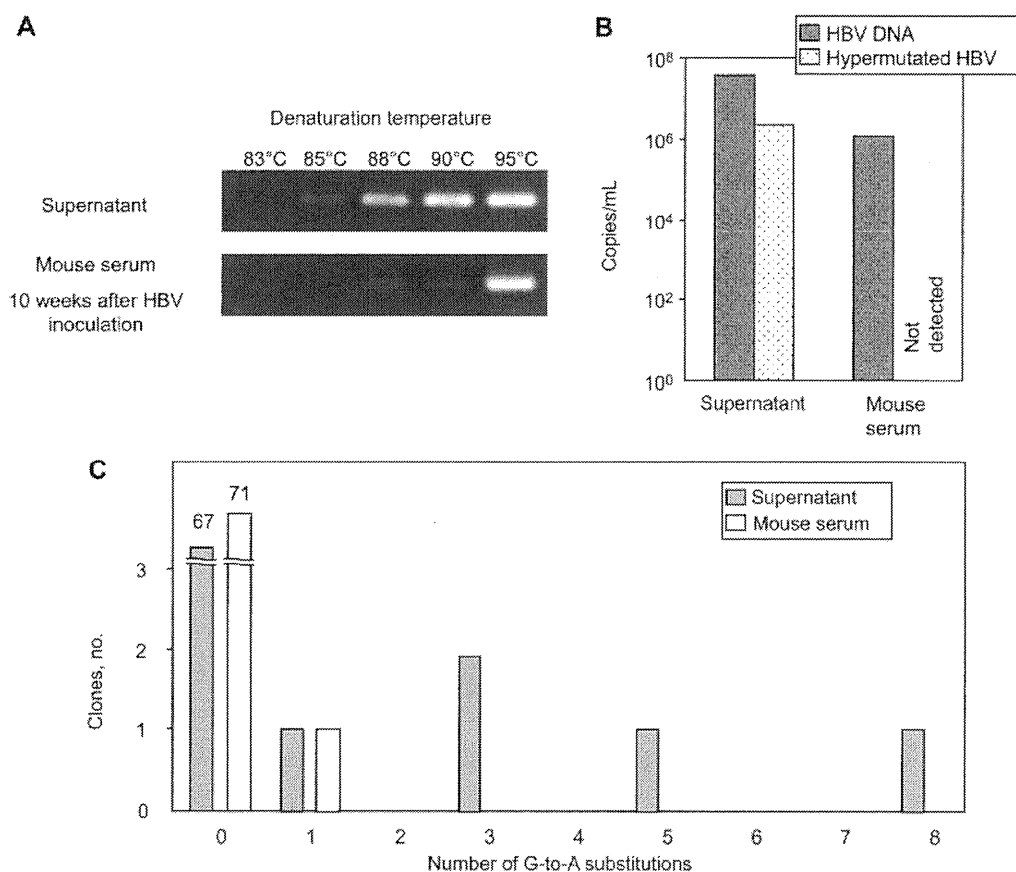 A
Denaturation temperature
83°C 85°C 88°C 90°C 95°C
Supernatant
Mouse serum
10 weeks after HBV
inoculation
B
HBV DNA
Hypermutated HBV
10⁸
10⁶
10⁴
10²
10⁰
Copies/mL
Not
detected
Supernatant
Mouse
serum
C
67
71
Supernatant
Mouse serum
3
2
1
0
Clones, no.
0 1 2 3 4 5 6 7 8
Number of G-to-A substitutions